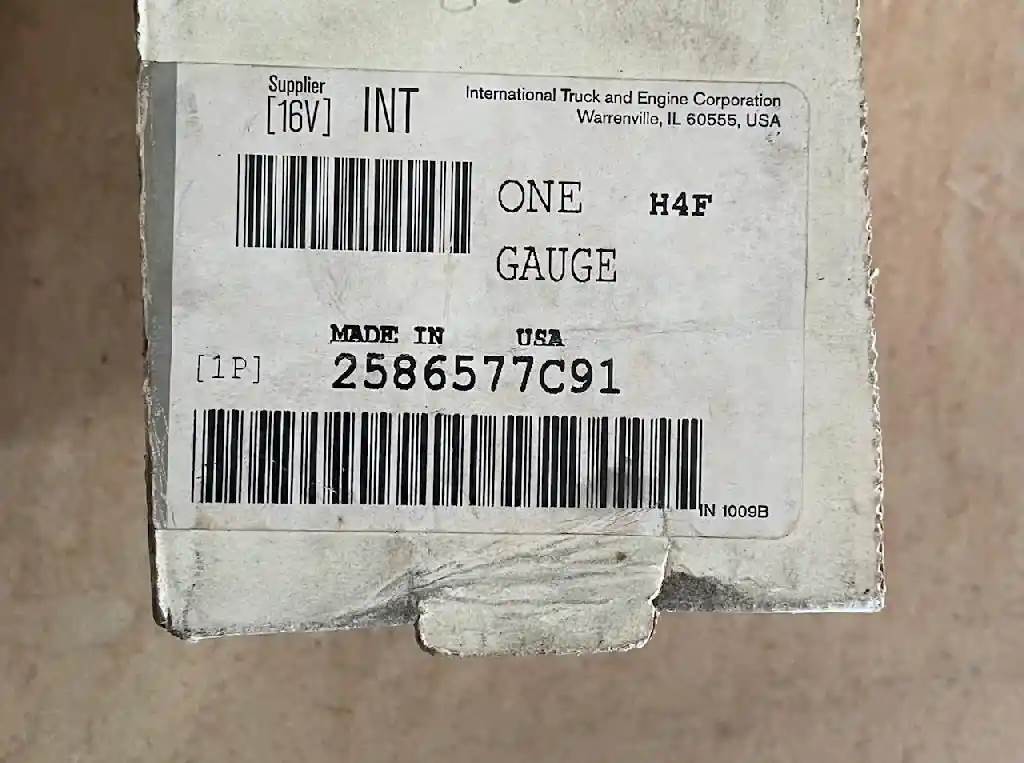 Supplier
[16V] INT
International Truck and Engine Corporation
Warrenville, IL 60555, USA
ONE H4F
GAUGE
MADE IN USA
[1P] 2586577C91
IN 1009B